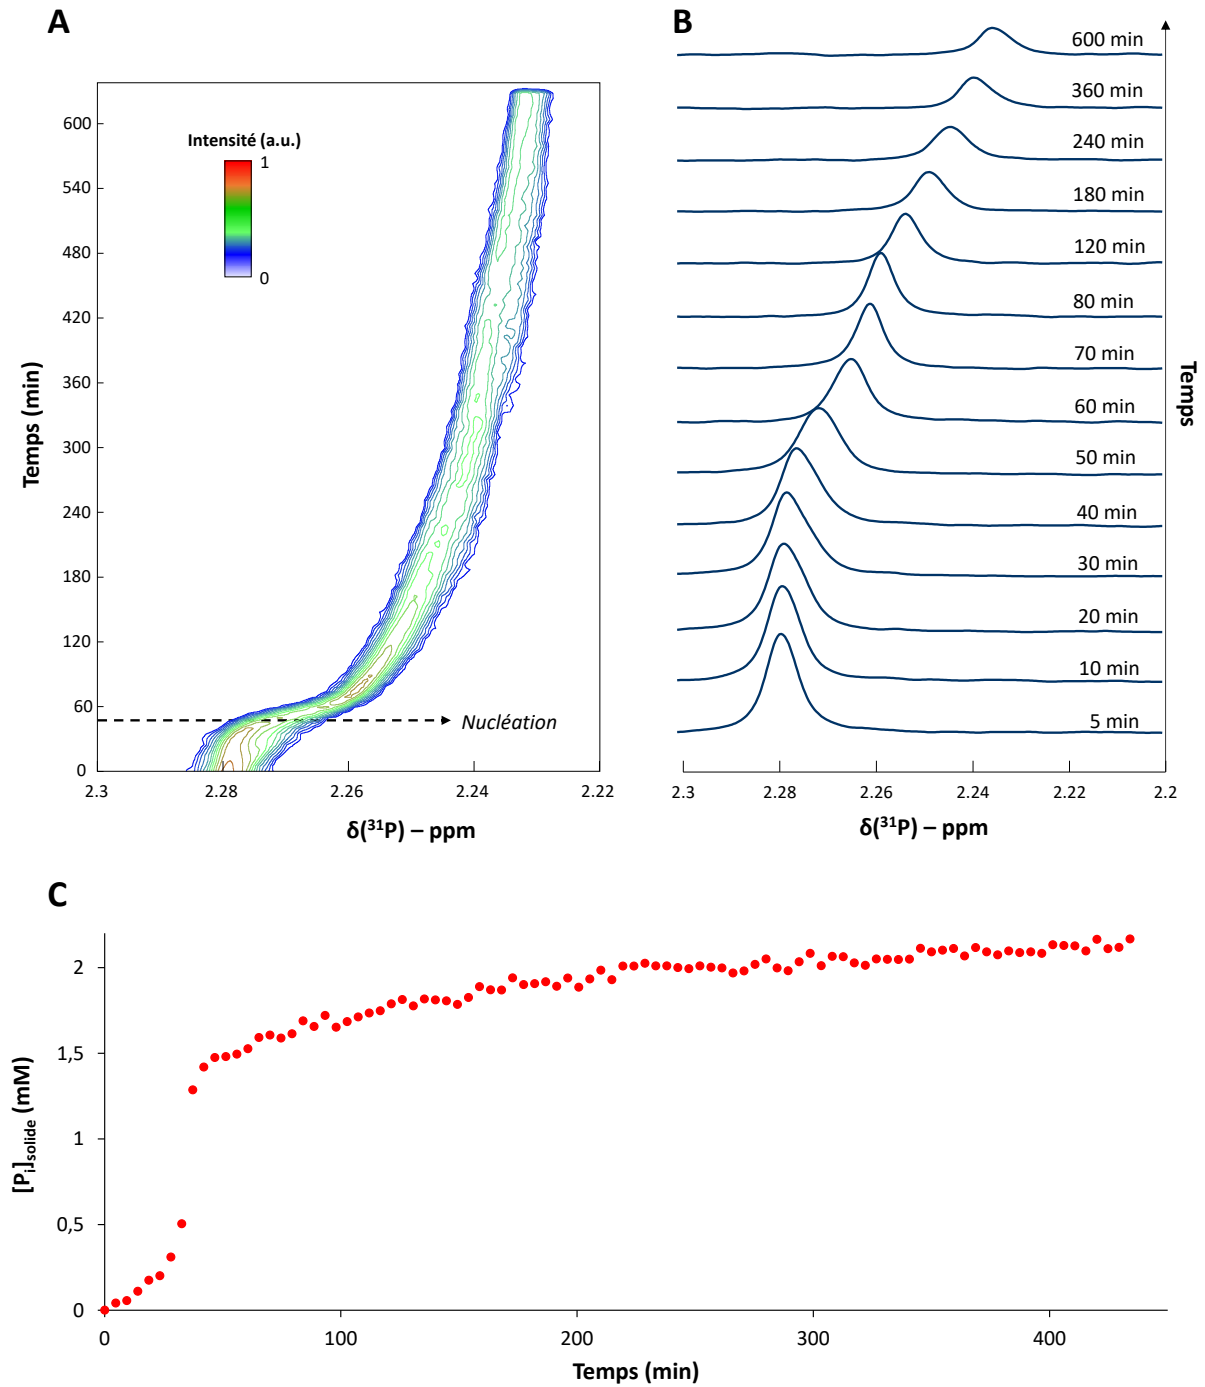 A
Intensité (a.u.)
1
0
600
540
480
420
360
300
240
180
120
60
0
Temps (min)
Nucléation
2.3
2.28
2.26
2.24
2.22
δ(³¹P) – ppm
B
600 min
360 min
240 min
180 min
120 min
80 min
70 min
60 min
50 min
40 min
30 min
20 min
10 min
5 min
Temps
2.3
2.28
2.26
2.24
2.22
2.2
δ(³¹P) – ppm
C
2
1,5
1
0,5
0
[Pᵢ]solide (mM)
0
100
200
300
400
Temps (min)